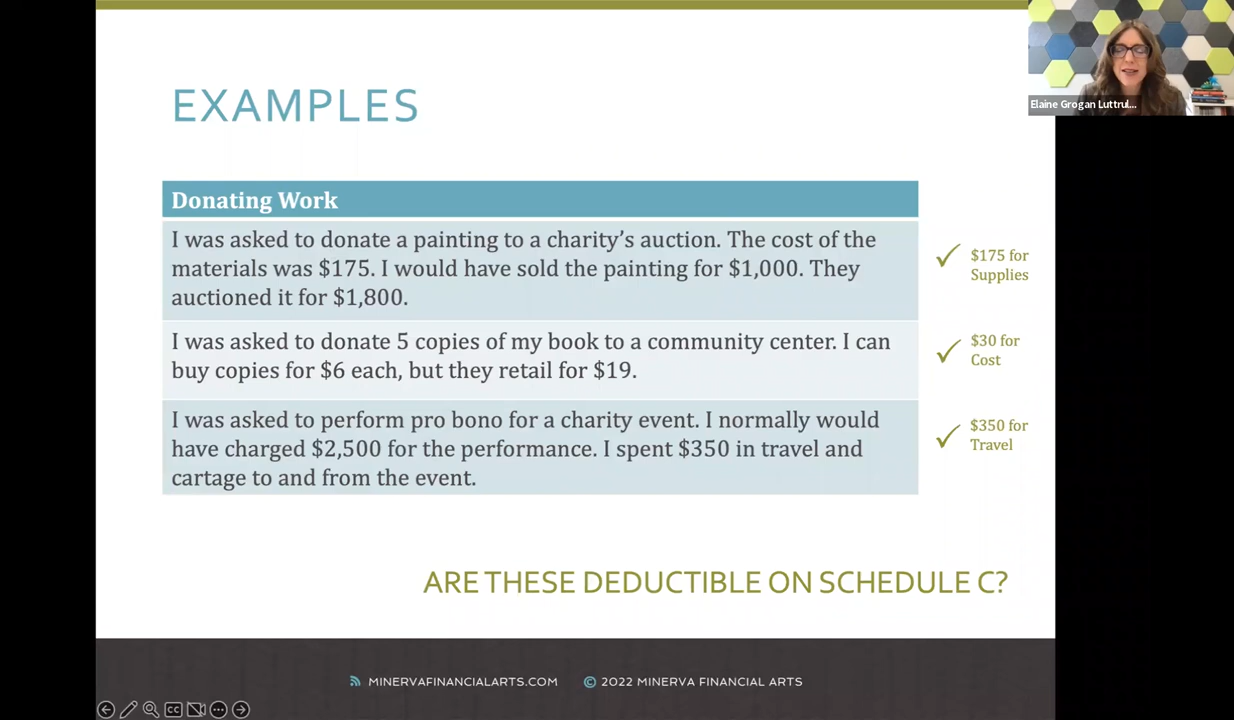 Elaine Grogan Luttrul...
EXAMPLES
Donating Work
I was asked to donate a painting to a charity’s auction. The cost of the
materials was $175. I would have sold the painting for $1,000. They
auctioned it for $1,800.
$175 for
Supplies
I was asked to donate 5 copies of my book to a community center. I can
buy copies for $6 each, but they retail for $19.
$30 for
Cost
I was asked to perform pro bono for a charity event. I normally would
have charged $2,500 for the performance. I spent $350 in travel and
cartage to and from the event.
$350 for
Travel
ARE THESE DEDUCTIBLE ON SCHEDULE C?
MINERVAFINANCIALARTS.COM © 2022 MINERVA FINANCIAL ARTS
CC